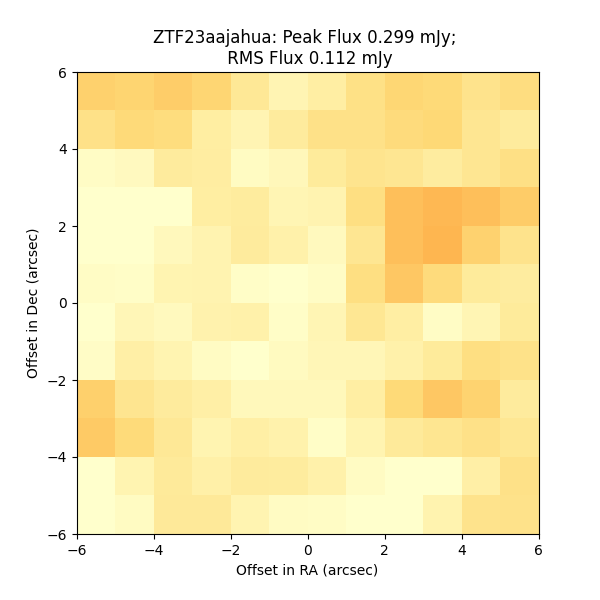 ZTF23aajahua: Peak Flux 0.299 mJy;
RMS Flux 0.112 mJy
6
4
2
0
−2
−4
−6
Offset in Dec (arcsec)
−6 −4 −2 0 2 4 6
Offset in RA (arcsec)